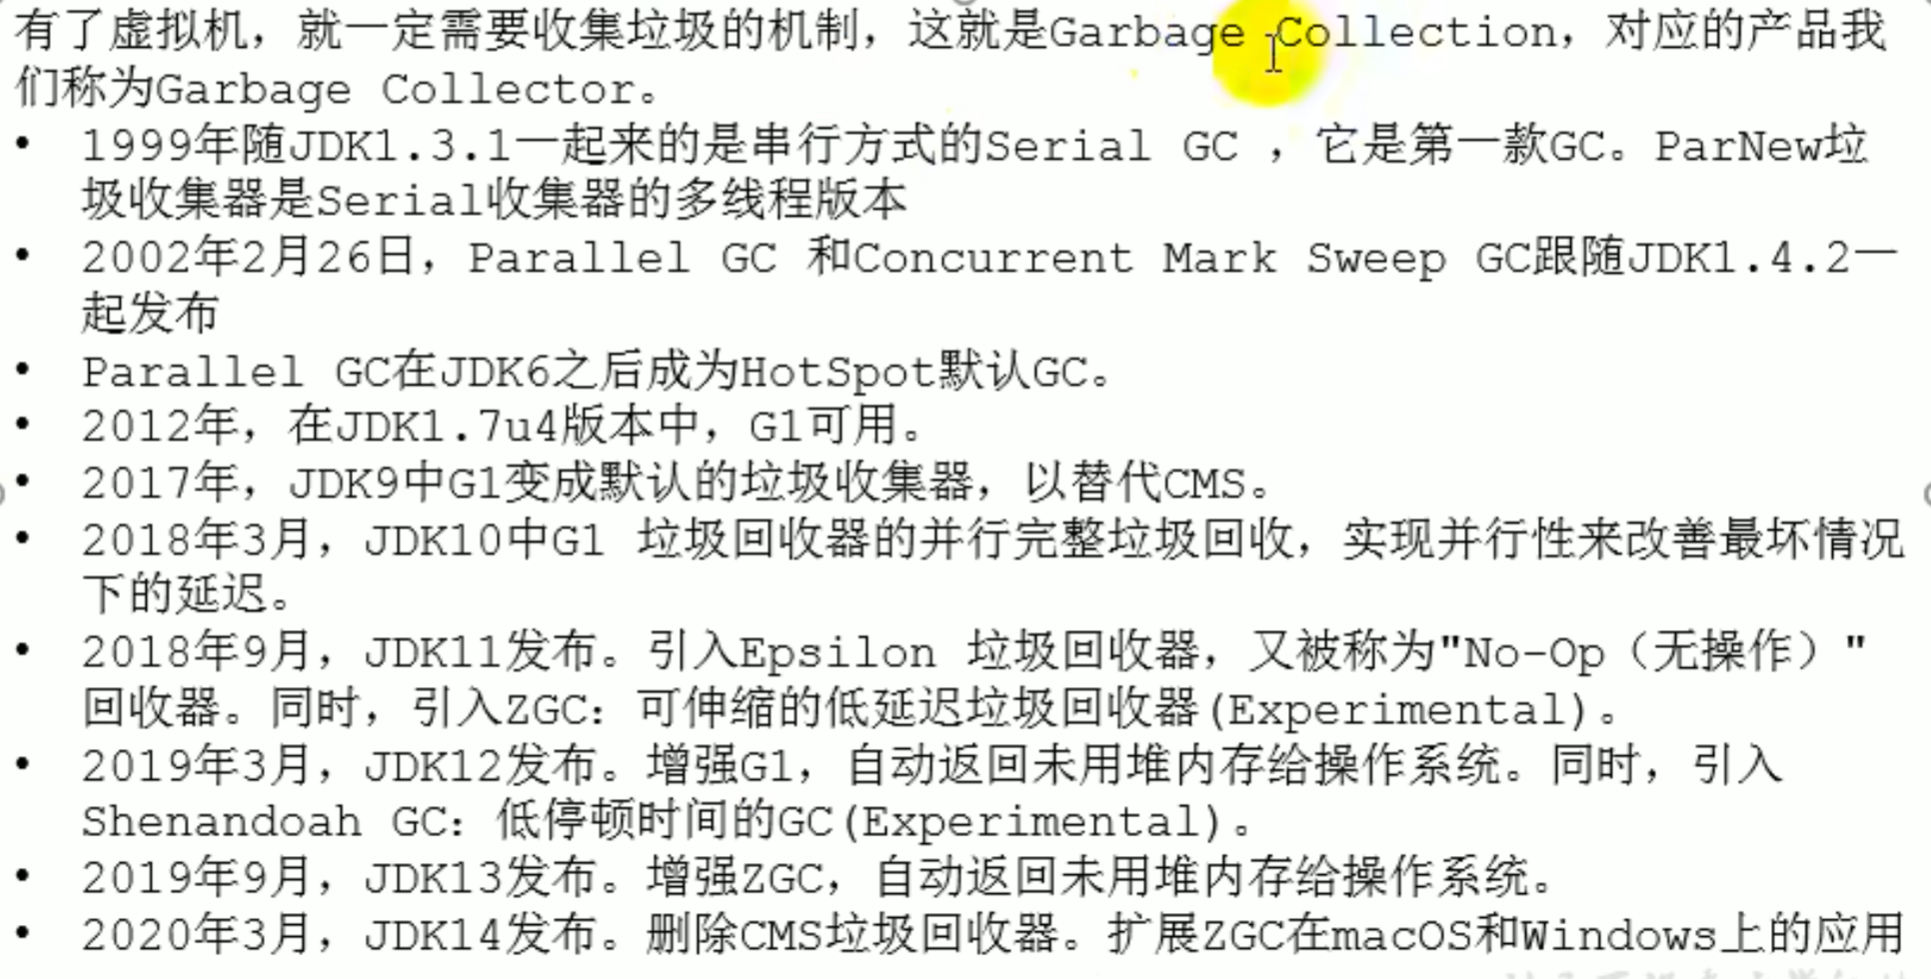 有了虚拟机，就一定需要收集垃圾的机制，这就是Garbage Collection，对应的产品我
们称为Garbage Collector。
• 1999年随JDK1.3.1一起来的是串行方式的Serial GC ，它是第一款GC。ParNew垃
圾收集器是Serial收集器的多线程版本
• 2002年2月26日，Parallel GC 和Concurrent Mark Sweep GC跟随JDK1.4.2一
起发布
• Parallel GC在JDK6之后成为HotSpot默认GC。
• 2012年，在JDK1.7u4版本中，G1可用。
• 2017年，JDK9中G1变成默认的垃圾收集器，以替代CMS。
• 2018年3月，JDK10中G1 垃圾回收器的并行完整垃圾回收，实现并行性来改善最坏情况
下的延迟。
• 2018年9月，JDK11发布。引入Epsilon 垃圾回收器，又被称为"No-Op（无操作）"
回收器。同时，引入ZGC：可伸缩的低延迟垃圾回收器(Experimental)。
• 2019年3月，JDK12发布。增强G1，自动返回未用堆内存给操作系统。同时，引入
Shenandoah GC：低停顿时间的GC(Experimental)。
• 2019年9月，JDK13发布。增强ZGC，自动返回未用堆内存给操作系统。
• 2020年3月，JDK14发布。删除CMS垃圾回收器。扩展ZGC在macOS和Windows上的应用